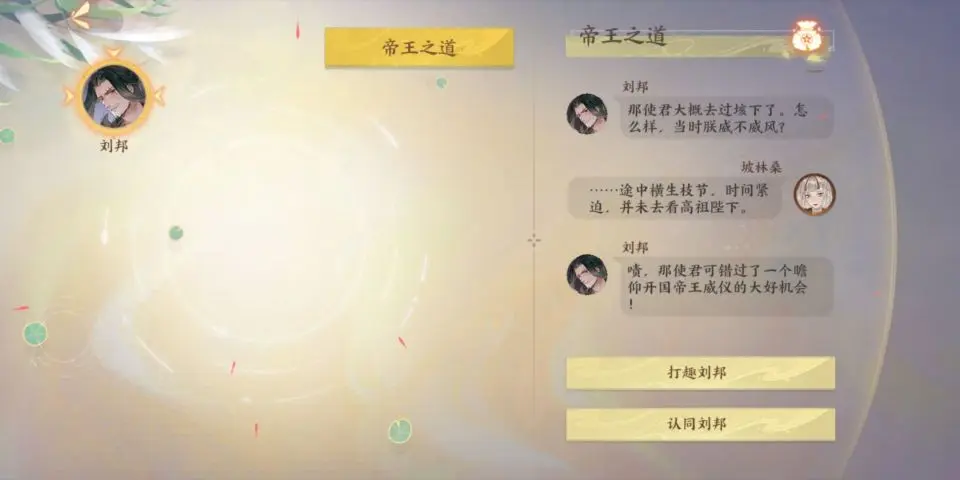 刘邦
帝王之道
帝王之道
刘邦
那使君大概去过垓下了。怎
么样，当时朕威不威风？
坡林桑
……途中横生枝节，时间紧
迫，并未去看高祖陛下。
刘邦
啧，那使君可错过了一个瞻
仰开国帝王威仪的大好机会
！
打趣刘邦
认同刘邦